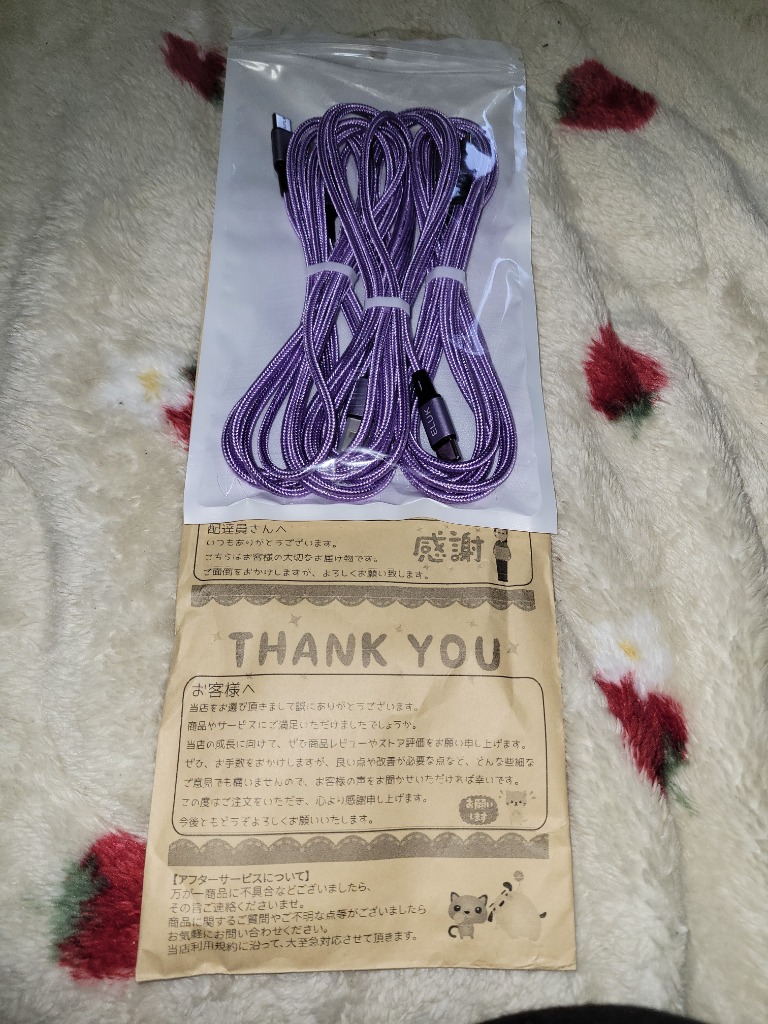 ELUK
配達員さんへ
いつもありがとうございます。
こちらはお客様の大切なお届け物です。
ご面倒をおかけしますが、よろしくお願い致します。
感謝
THANK YOU
お客様へ
当店をお選び頂きまして誠にありがとうございます。
商品やサービスにご満足いただけましたでしょうか。
当店の成長に向けて、ぜひ商品レビューやストア評価をお願い申し上げます。
ぜひ、お手数をおかけしますが、良い点や改善が必要な点など、どんな些細な
ご意見でも構いませんので、お客様の声をお聞かせいただければ幸いです。
この度はご注文をいただき、心より感謝申し上げます。
今後ともどうぞよろしくお願いいたします。
お願い
します
【アフターサービスについて】
万が一商品に不具合などございましたら、
その旨ご連絡くださいませ。
商品に関するご質問やご不明な点等がございましたら
お気軽にお問い合わせください。
当店利用規約に沿って、大至急対応させて頂きます。